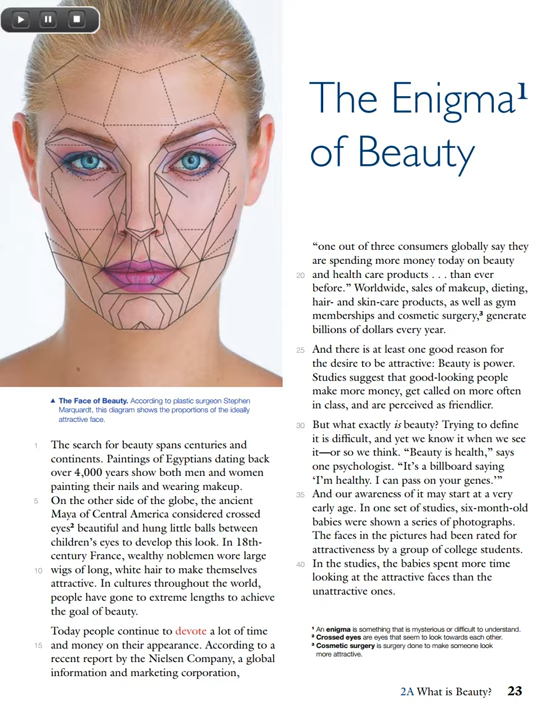 The Enigma¹
of Beauty
▲ The Face of Beauty. According to plastic surgeon Stephen
Marquardt, this diagram shows the proportions of the ideally
attractive face.
1 The search for beauty spans centuries and
continents. Paintings of Egyptians dating back
over 4,000 years show both men and women
painting their nails and wearing makeup.
5 On the other side of the globe, the ancient
Maya of Central America considered crossed
eyes² beautiful and hung little balls between
children's eyes to develop this look. In 18th-
century France, wealthy noblemen wore large
10 wigs of long, white hair to make themselves
attractive. In cultures throughout the world,
people have gone to extreme lengths to achieve
the goal of beauty.
Today people continue to devote a lot of time
15 and money on their appearance. According to a
recent report by the Nielsen Company, a global
information and marketing corporation,
“one out of three consumers globally say they
are spending more money today on beauty
20 and health care products . . . than ever
before.” Worldwide, sales of makeup, dieting,
hair- and skin-care products, as well as gym
memberships and cosmetic surgery,³ generate
billions of dollars every year.
25 And there is at least one good reason for
the desire to be attractive: Beauty is power.
Studies suggest that good-looking people
make more money, get called on more often
in class, and are perceived as friendlier.
30 But what exactly is beauty? Trying to define
it is difficult, and yet we know it when we see
it—or so we think. “Beauty is health,” says
one psychologist. “It's a billboard saying
‘I'm healthy. I can pass on your genes.’”
35 And our awareness of it may start at a very
early age. In one set of studies, six-month-old
babies were shown a series of photographs.
The faces in the pictures had been rated for
attractiveness by a group of college students.
40 In the studies, the babies spent more time
looking at the attractive faces than the
unattractive ones.
¹ An enigma is something that is mysterious or difficult to understand.
² Crossed eyes are eyes that seem to look towards each other.
³ Cosmetic surgery is surgery done to make someone look
more attractive.
2A What is Beauty? 23